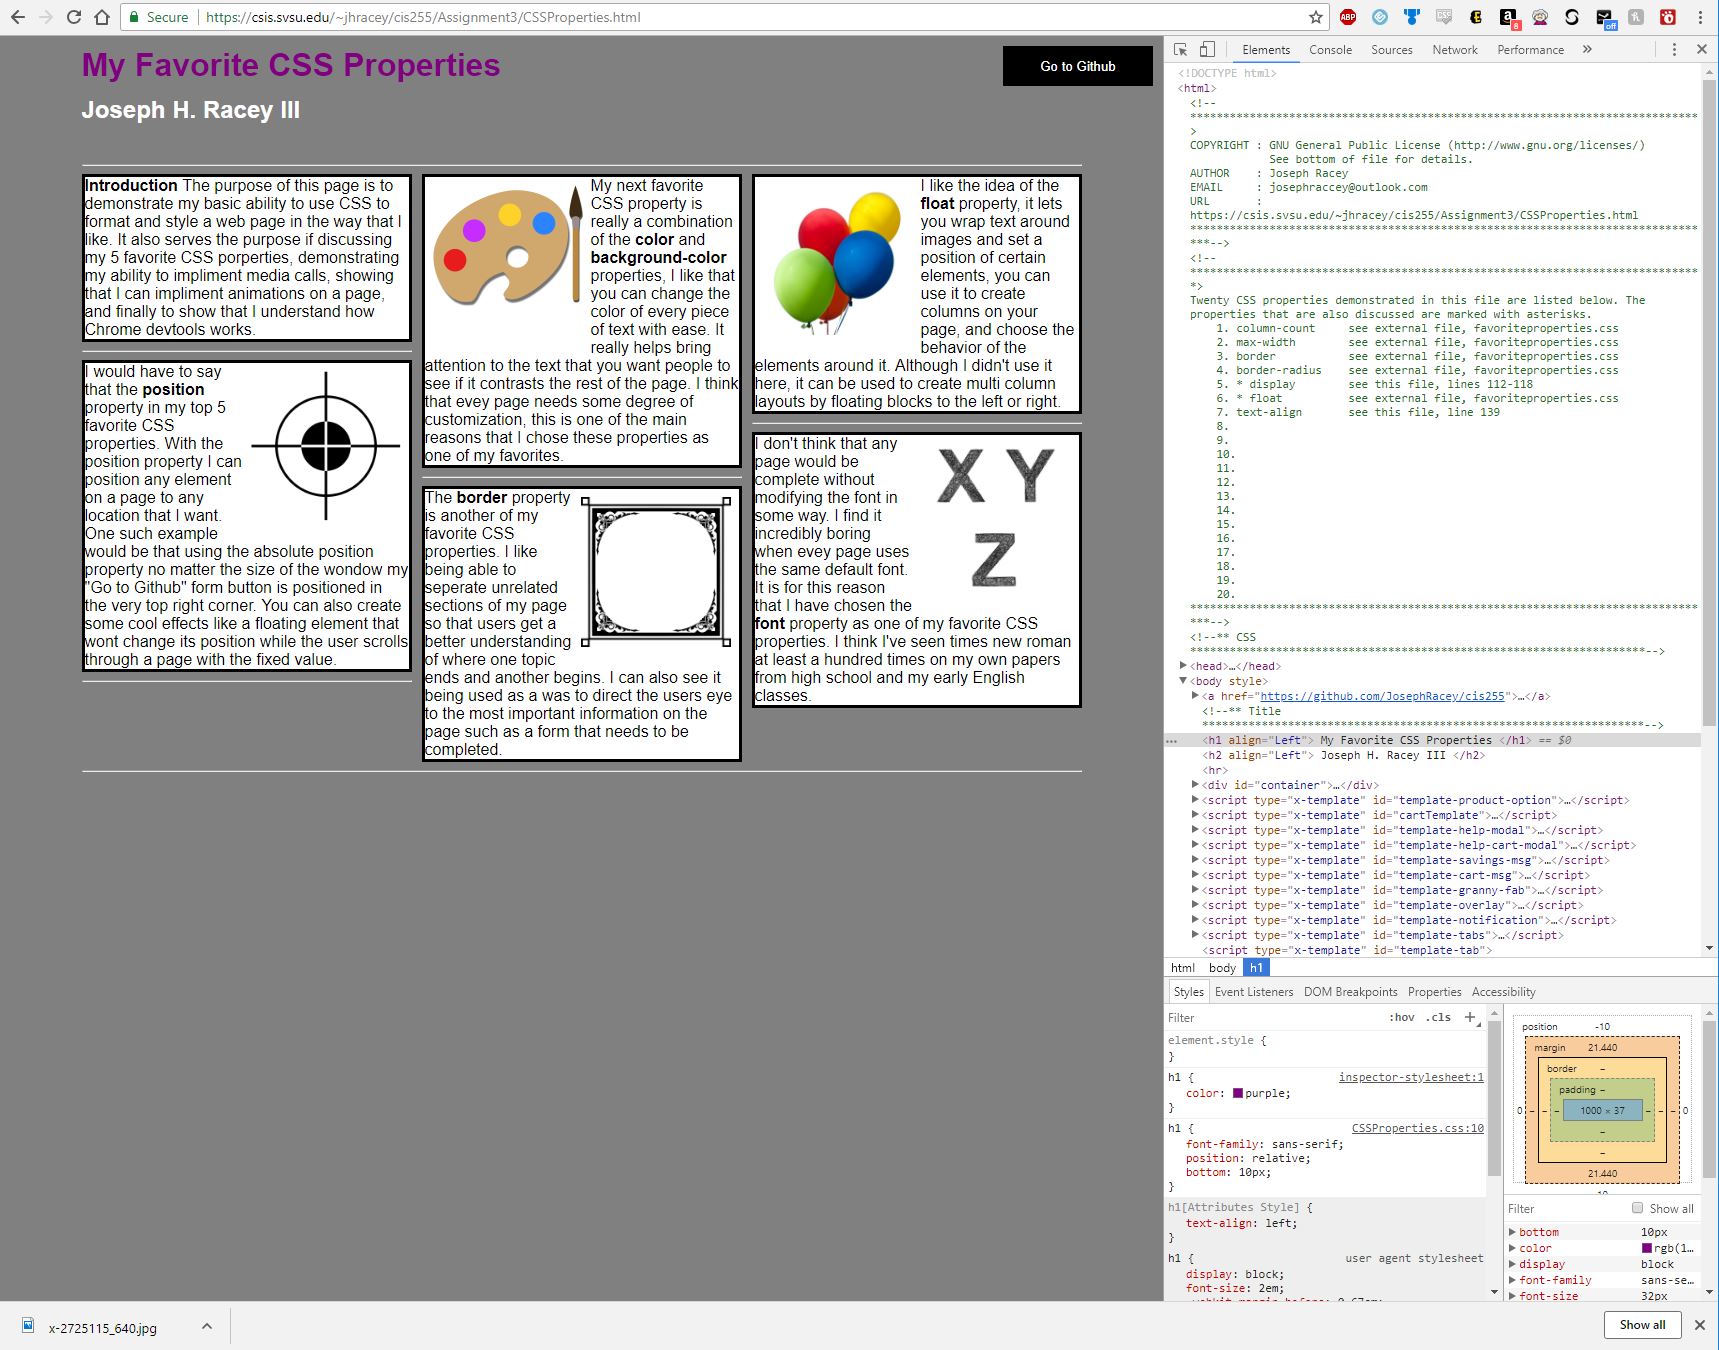 Secure https://csis.svsu.edu/~jhracey/cis255/Assignment3/CSSProperties.html
ABP
8
off
My Favorite CSS Properties
Go to Github
Joseph H. Racey III
Introduction The purpose of this page is to
demonstrate my basic ability to use CSS to
format and style a web page in the way that I
like. It also serves the purpose if discussing
my 5 favorite CSS porperties, demonstrating
my ability to impliment media calls, showing
that I can impliment animations on a page,
and finally to show that I understand how
Chrome devtools works.
I would have to say
that the position
property in my top 5
favorite CSS
properties. With the
position property I can
position any element
on a page to any
location that I want.
One such example
would be that using the absolute position
property no matter the size of the wondow my
"Go to Github" form button is positioned in
the very top right corner. You can also create
some cool effects like a floating element that
wont change its position while the user scrolls
through a page with the fixed value.
My next favorite
CSS property is
really a combination
of the color and
background-color
properties, I like that
you can change the
color of every piece
of text with ease. It
really helps bring
attention to the text that you want people to
see if it contrasts the rest of the page. I think
that evey page needs some degree of
customization, this is one of the main
reasons that I chose these properties as
one of my favorites.
The border property
is another of my
favorite CSS
properties. I like
being able to
seperate unrelated
sections of my page
so that users get a
better understanding
of where one topic
ends and another begins. I can also see it
being used as a was to direct the users eye
to the most important information on the
page such as a form that needs to be
completed.
I like the idea of the
float property, it lets
you wrap text around
images and set a
position of certain
elements, you can
use it to create
columns on your
page, and choose the
behavior of the
elements around it. Although I didn't use it
here, it can be used to create multi column
layouts by floating blocks to the left or right.
I don't think that any
page would be
complete without
modifying the font in
some way. I find it
incredibly boring
when evey page uses
the same default font.
It is for this reason
that I have chosen the
font property as one of my favorite CSS
properties. I think I've seen times new roman
at least a hundred times on my own papers
from high school and my early English
classes.
X Y
Z
Elements Console Sources Network Performance »
<!DOCTYPE html>
<html>
<!--
*****************************************************************************
>
COPYRIGHT : GNU General Public License (http://www.gnu.org/licenses/)
See bottom of file for details.
AUTHOR : Joseph Racey
EMAIL : josephraccey@outlook.com
URL :
https://csis.svsu.edu/~jhracey/cis255/Assignment3/CSSProperties.html
*****************************************************************************
***-->
<!--
*****************************************************************************
*>
Twenty CSS properties demonstrated in this file are listed below. The
properties that are also discussed are marked with asterisks.
1. column-count see external file, favoriteproperties.css
2. max-width see external file, favoriteproperties.css
3. border see external file, favoriteproperties.css
4. border-radius see external file, favoriteproperties.css
5. * display see this file, lines 112-118
6. * float see external file, favoriteproperties.css
7. text-align see this file, line 139
8.
9.
10.
11.
12.
13.
14.
15.
16.
17.
18.
19.
20.
*****************************************************************************
***-->
<!--** CSS
*********************************************************************-->
<head>…</head>
<body style>
<a href="https://github.com/JosephRacey/cis255">…</a>
<!--** Title
*******************************************************************-->
<h1 align="Left"> My Favorite CSS Properties </h1> == $0
<h2 align="Left"> Joseph H. Racey III </h2>
<hr>
<div id="container">…</div>
<script type="x-template" id="template-product-option">…</script>
<script type="x-template" id="cartTemplate">…</script>
<script type="x-template" id="template-help-modal">…</script>
<script type="x-template" id="template-help-cart-modal">…</script>
<script type="x-template" id="template-savings-msg">…</script>
<script type="x-template" id="template-cart-msg">…</script>
<script type="x-template" id="template-granny-fab">…</script>
<script type="x-template" id="template-overlay">…</script>
<script type="x-template" id="template-notification">…</script>
<script type="x-template" id="template-tabs">…</script>
<script type="x-template" id="template-tab">
html body h1
Styles Event Listeners DOM Breakpoints Properties Accessibility
Filter :hov .cls +
element.style {
}
h1 { inspector-stylesheet:1
color: purple;
}
h1 { CSSProperties.css:10
font-family: sans-serif;
position: relative;
bottom: 10px;
}
h1[Attributes Style] {
text-align: left;
}
h1 { user agent stylesheet
display: block;
font-size: 2em;
position -10
margin 21.440
border –
padding –
0 – – – 1000 × 37 – – – 0
–
–
21.440
Filter Show all
bottom 10px
color rgb(1…
display block
font-family sans-se…
font-size 32px
x-2725115_640.jpg
Show all